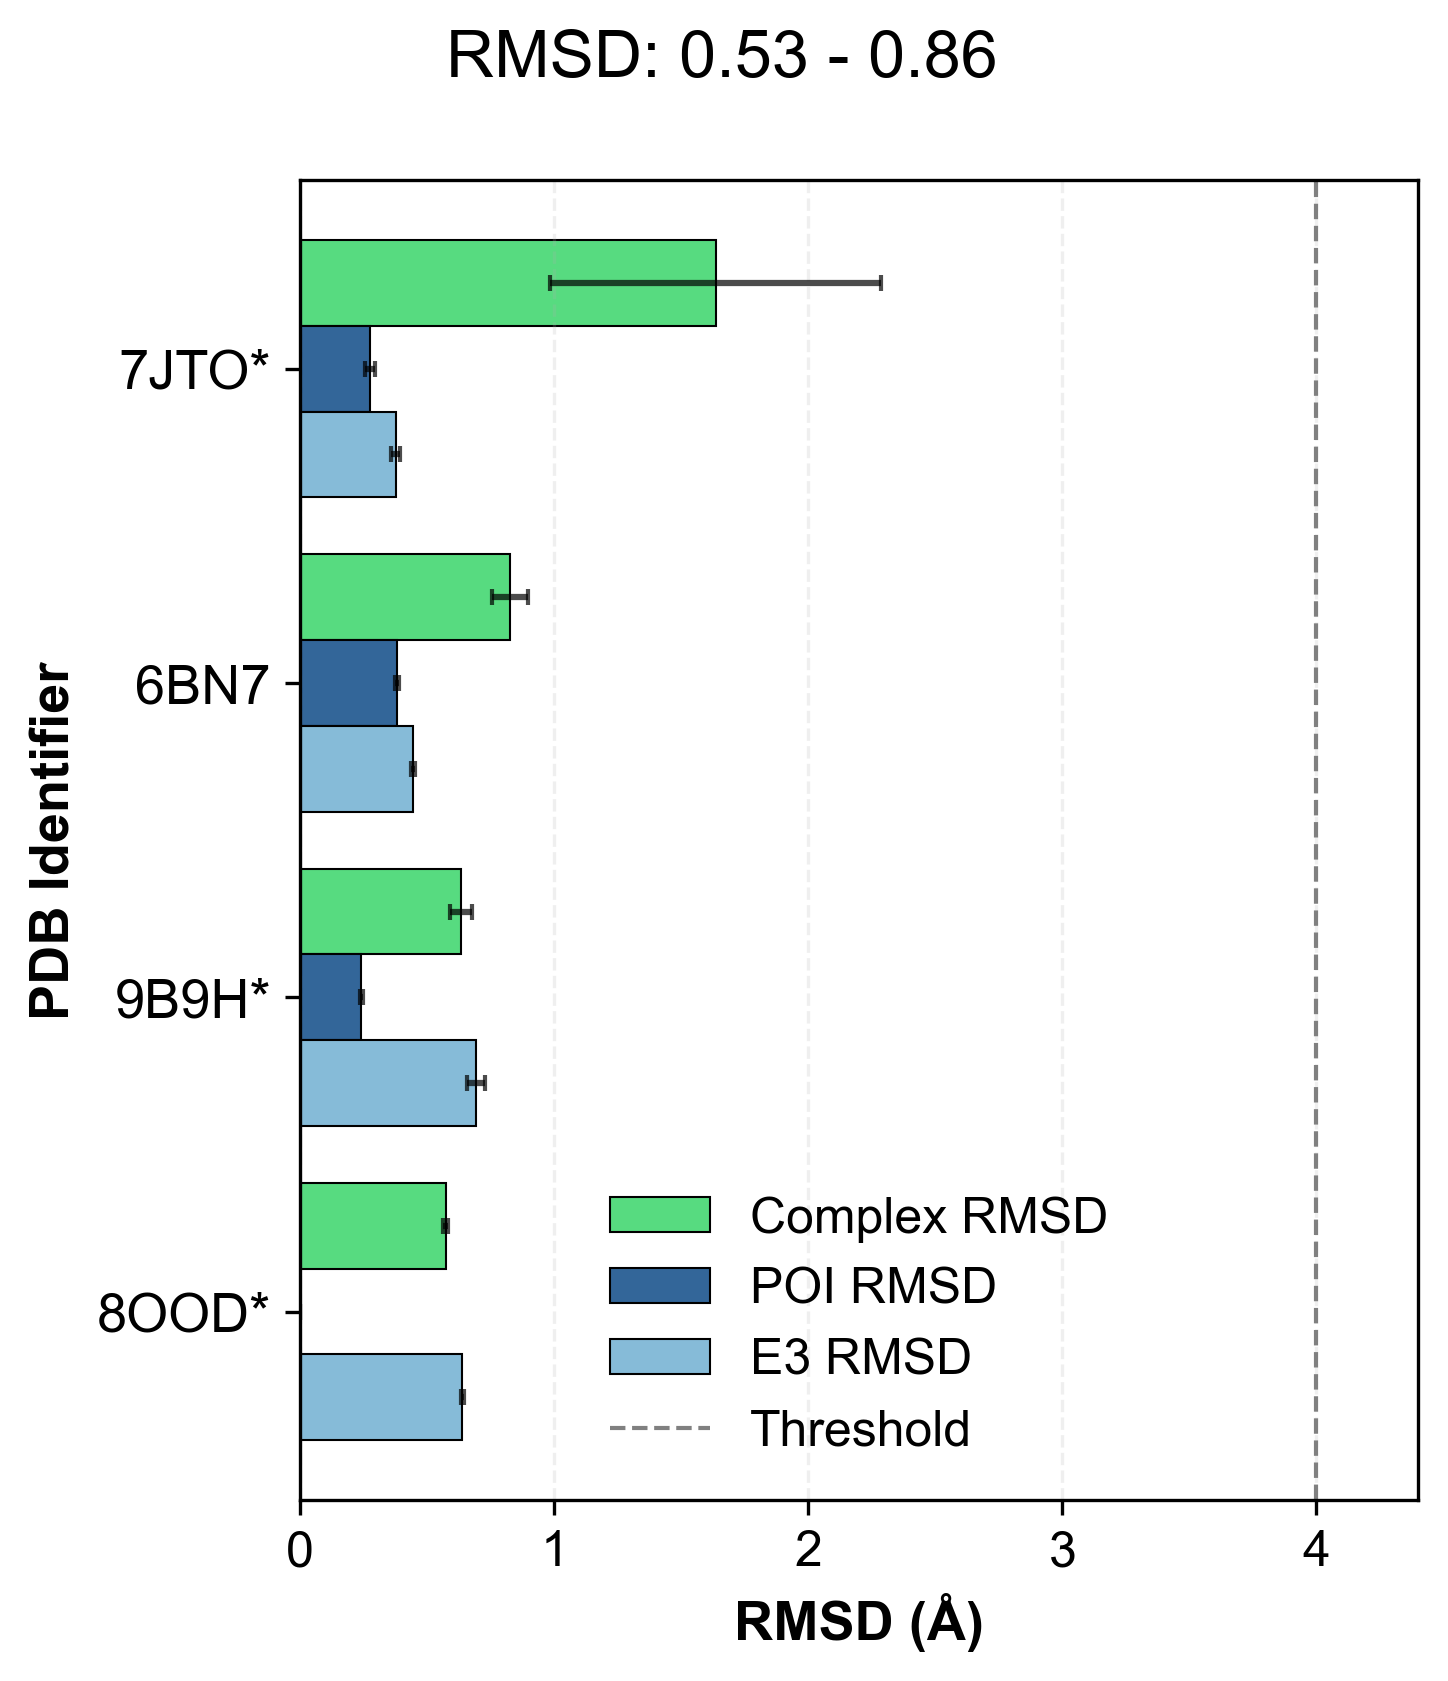 RMSD: 0.53 - 0.86
7JTO*
6BN7
9B9H*
8OOD*
PDB Identifier
Complex RMSD
POI RMSD
E3 RMSD
Threshold
0 1 2 3 4
RMSD (Å)